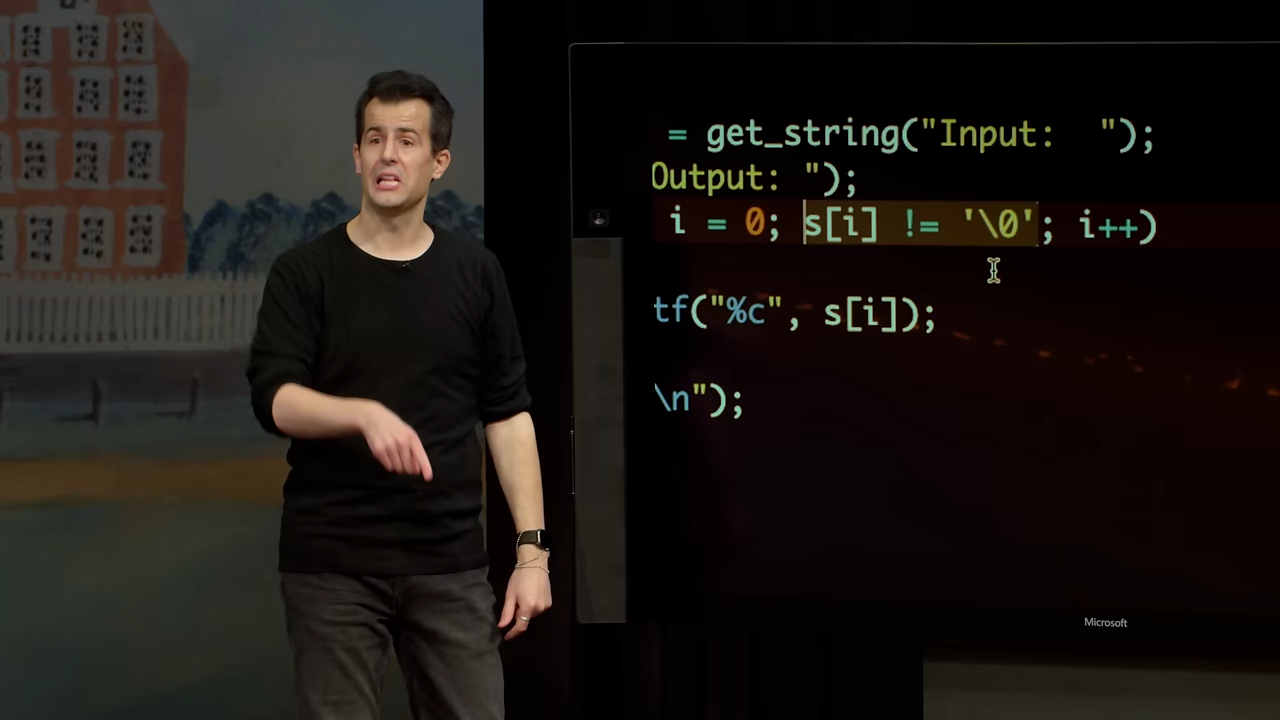 = get_string("Input:  ");
Output: ");
i = 0; s[i] != '\0'; i++)
tf("%c", s[i]);
\n");
Microsoft